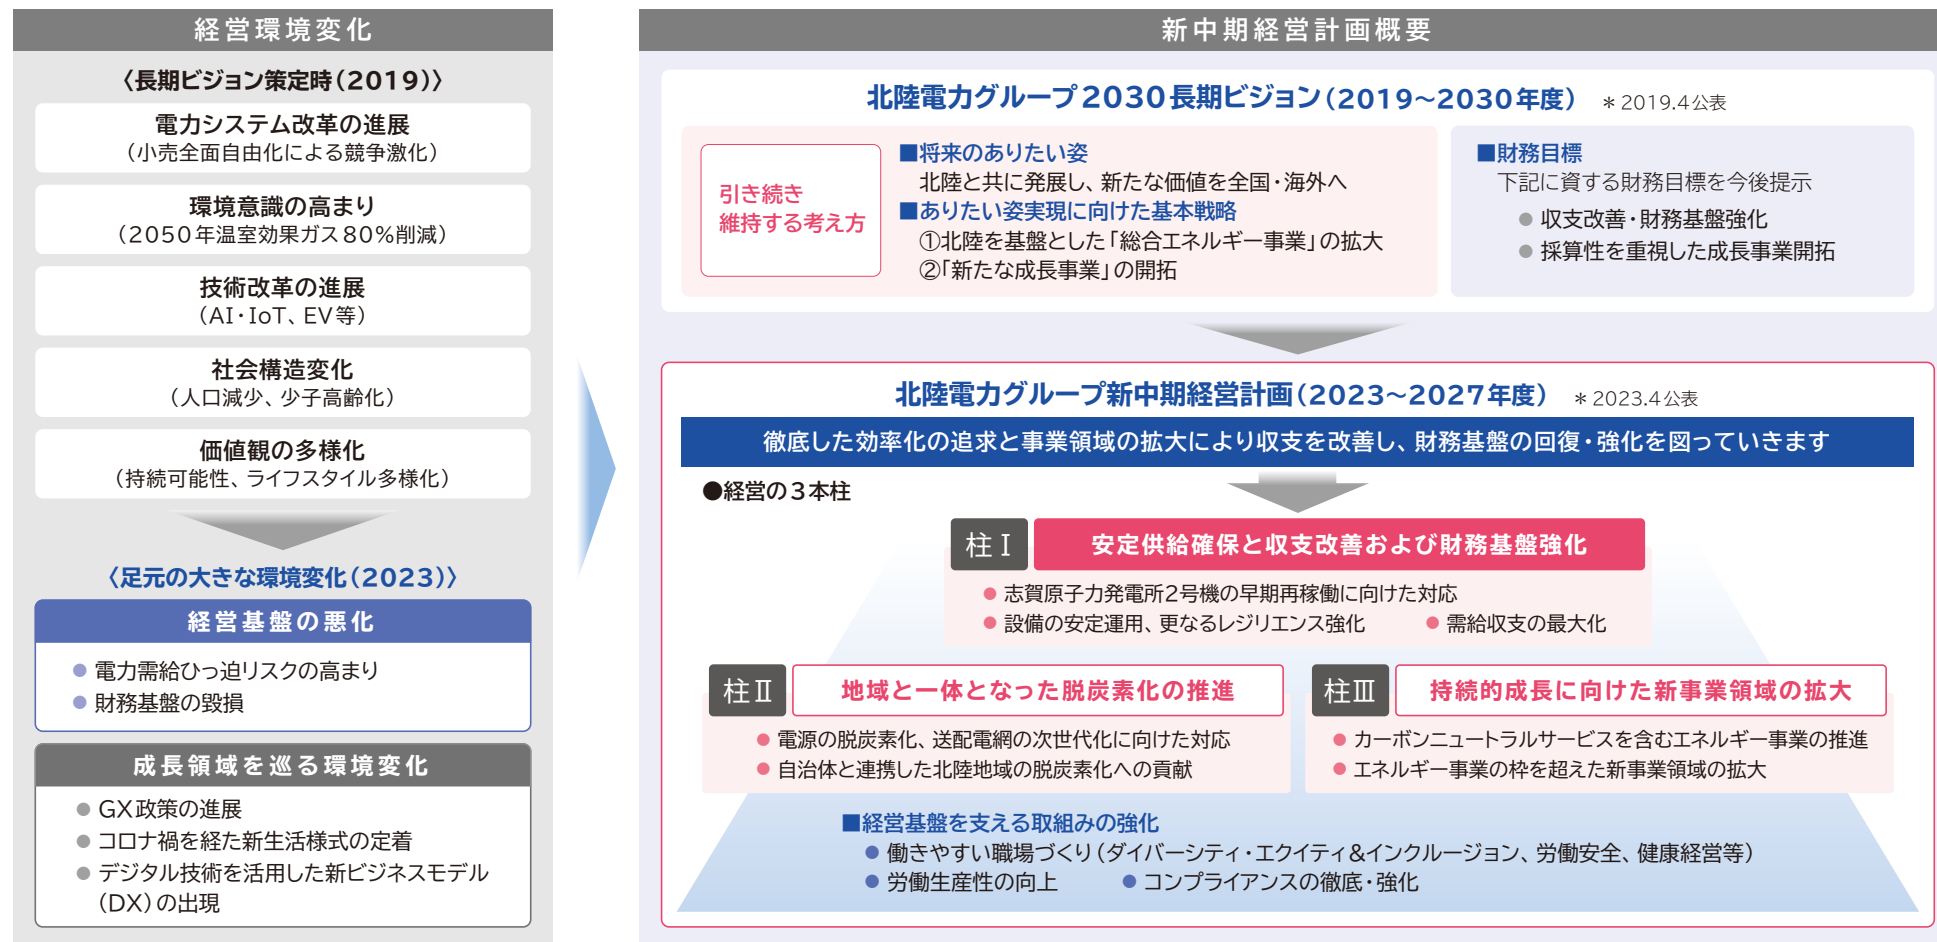 経営環境変化
〈長期ビジョン策定時(2019)〉
電力システム改革の進展
(小売全面自由化による競争激化)
環境意識の高まり
(2050年温室効果ガス80%削減)
技術改革の進展
(AI・IoT、EV等)
社会構造変化
(人口減少、少子高齢化)
価値観の多様化
(持続可能性、ライフスタイル多様化)
〈足元の大きな環境変化(2023)〉
経営基盤の悪化
● 電力需給ひっ迫リスクの高まり
● 財務基盤の毀損
成長領域を巡る環境変化
● GX政策の進展
● コロナ禍を経た新生活様式の定着
● デジタル技術を活用した新ビジネスモデル
(DX)の出現
新中期経営計画概要
北陸電力グループ2030長期ビジョン(2019〜2030年度) *2019.4公表
引き続き
維持する考え方
■将来のありたい姿
北陸と共に発展し、新たな価値を全国・海外へ
■ありたい姿実現に向けた基本戦略
①北陸を基盤とした「総合エネルギー事業」の拡大
②「新たな成長事業」の開拓
■財務目標
下記に資する財務目標を今後提示
● 収支改善・財務基盤強化
● 採算性を重視した成長事業開拓
北陸電力グループ新中期経営計画(2023〜2027年度) *2023.4公表
徹底した効率化の追求と事業領域の拡大により収支を改善し、財務基盤の回復・強化を図っていきます
●経営の3本柱
柱Ⅰ 安定供給確保と収支改善および財務基盤強化
● 志賀原子力発電所2号機の早期再稼働に向けた対応
● 設備の安定運用、更なるレジリエンス強化 ● 需給収支の最大化
柱Ⅱ 地域と一体となった脱炭素化の推進
● 電源の脱炭素化、送配電網の次世代化に向けた対応
● 自治体と連携した北陸地域の脱炭素化への貢献
柱Ⅲ 持続的成長に向けた新事業領域の拡大
● カーボンニュートラルサービスを含むエネルギー事業の推進
● エネルギー事業の枠を超えた新事業領域の拡大
■経営基盤を支える取組みの強化
● 働きやすい職場づくり(ダイバーシティ・エクイティ&インクルージョン、労働安全、健康経営等)
● 労働生産性の向上 ● コンプライアンスの徹底・強化